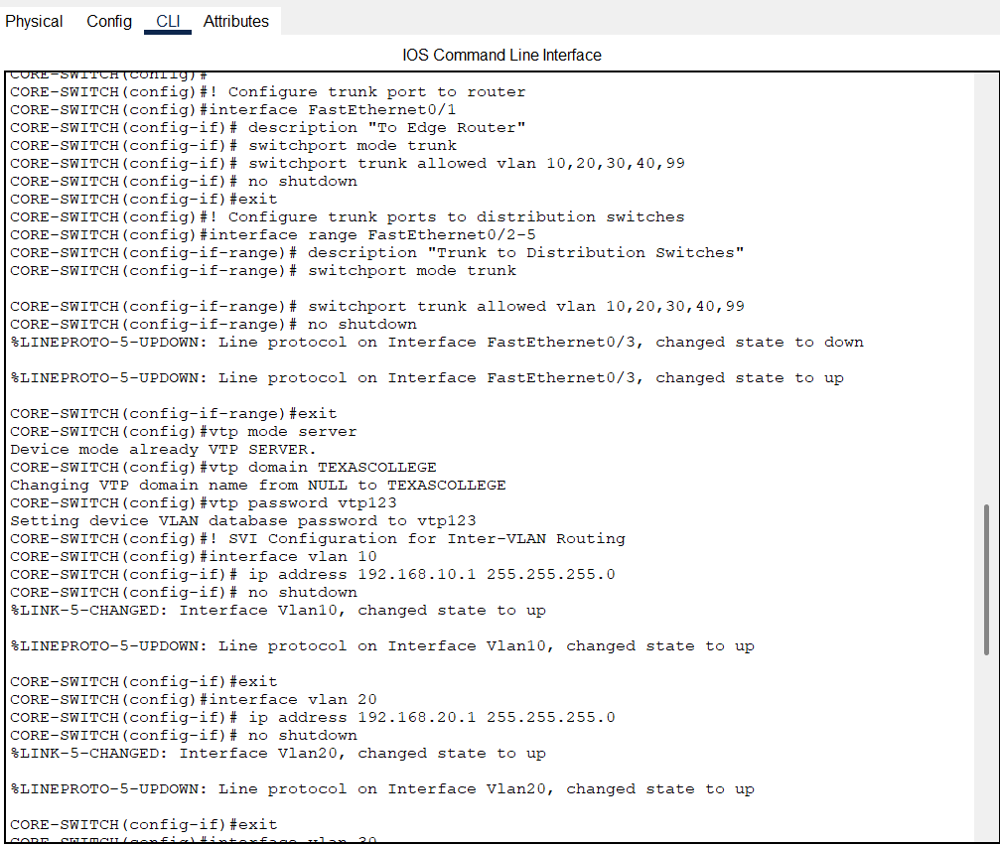 Physical Config CLI Attributes
IOS Command Line Interface
CORE-SWITCH(config)#
CORE-SWITCH(config)#! Configure trunk port to router
CORE-SWITCH(config)#interface FastEthernet0/1
CORE-SWITCH(config-if)# description "To Edge Router"
CORE-SWITCH(config-if)# switchport mode trunk
CORE-SWITCH(config-if)# switchport trunk allowed vlan 10,20,30,40,99
CORE-SWITCH(config-if)# no shutdown
CORE-SWITCH(config-if)#exit
CORE-SWITCH(config)#! Configure trunk ports to distribution switches
CORE-SWITCH(config)#interface range FastEthernet0/2-5
CORE-SWITCH(config-if-range)# description "Trunk to Distribution Switches"
CORE-SWITCH(config-if-range)# switchport mode trunk
CORE-SWITCH(config-if-range)# switchport trunk allowed vlan 10,20,30,40,99
CORE-SWITCH(config-if-range)# no shutdown
%LINEPROTO-5-UPDOWN: Line protocol on Interface FastEthernet0/3, changed state to down
%LINEPROTO-5-UPDOWN: Line protocol on Interface FastEthernet0/3, changed state to up
CORE-SWITCH(config-if-range)#exit
CORE-SWITCH(config)#vtp mode server
Device mode already VTP SERVER.
CORE-SWITCH(config)#vtp domain TEXASCOLLEGE
Changing VTP domain name from NULL to TEXASCOLLEGE
CORE-SWITCH(config)#vtp password vtp123
Setting device VLAN database password to vtp123
CORE-SWITCH(config)#! SVI Configuration for Inter-VLAN Routing
CORE-SWITCH(config)#interface vlan 10
CORE-SWITCH(config-if)# ip address 192.168.10.1 255.255.255.0
CORE-SWITCH(config-if)# no shutdown
%LINK-5-CHANGED: Interface Vlan10, changed state to up
%LINEPROTO-5-UPDOWN: Line protocol on Interface Vlan10, changed state to up
CORE-SWITCH(config-if)#exit
CORE-SWITCH(config)#interface vlan 20
CORE-SWITCH(config-if)# ip address 192.168.20.1 255.255.255.0
CORE-SWITCH(config-if)# no shutdown
%LINK-5-CHANGED: Interface Vlan20, changed state to up
%LINEPROTO-5-UPDOWN: Line protocol on Interface Vlan20, changed state to up
CORE-SWITCH(config-if)#exit
CORE-SWITCH(config)#interface vlan 30